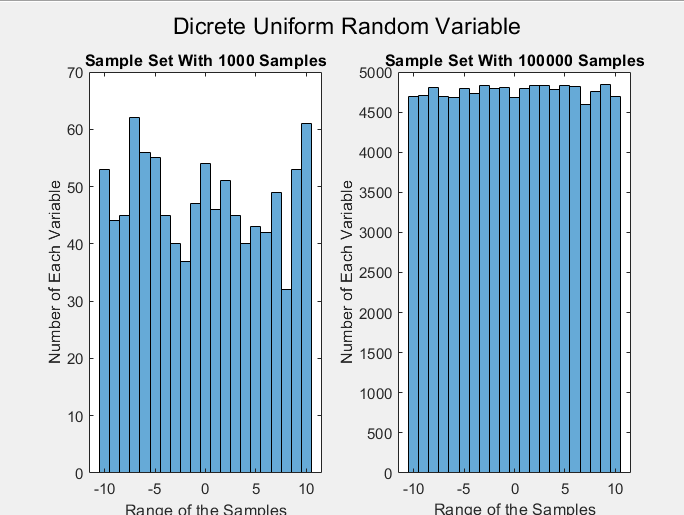 Dicrete Uniform Random Variable
Sample Set With 1000 Samples
70
60
50
40
30
20
10
0
Number of Each Variable
-10 -5 0 5 10
Range of the Samples
Sample Set With 100000 Samples
5000
4500
4000
3500
3000
2500
2000
1500
1000
500
0
Number of Each Variable
-10 -5 0 5 10
Range of the Samples